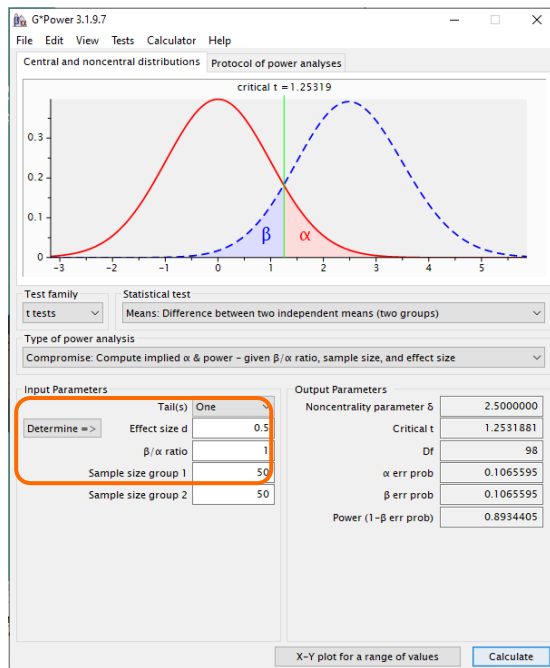 G*Power 3.1.9.7
File Edit View Tests Calculator Help
Central and noncentral distributions Protocol of power analyses
critical t = 1.25319
0.3
0.2
0.1
0
β α
-3 -2 -1 0 1 2 3 4 5
Test family Statistical test
t tests Means: Difference between two independent means (two groups)
Type of power analysis
Compromise: Compute implied α & power – given β/α ratio, sample size, and effect size
Input Parameters Output Parameters
Tail(s) One Noncentrality parameter δ 2.5000000
Determine => Effect size d 0.5 Critical t 1.2531881
β/α ratio 1 Df 98
Sample size group 1 50 α err prob 0.1065595
Sample size group 2 50 β err prob 0.1065595
Power (1-β err prob) 0.8934405
X-Y plot for a range of values Calculate